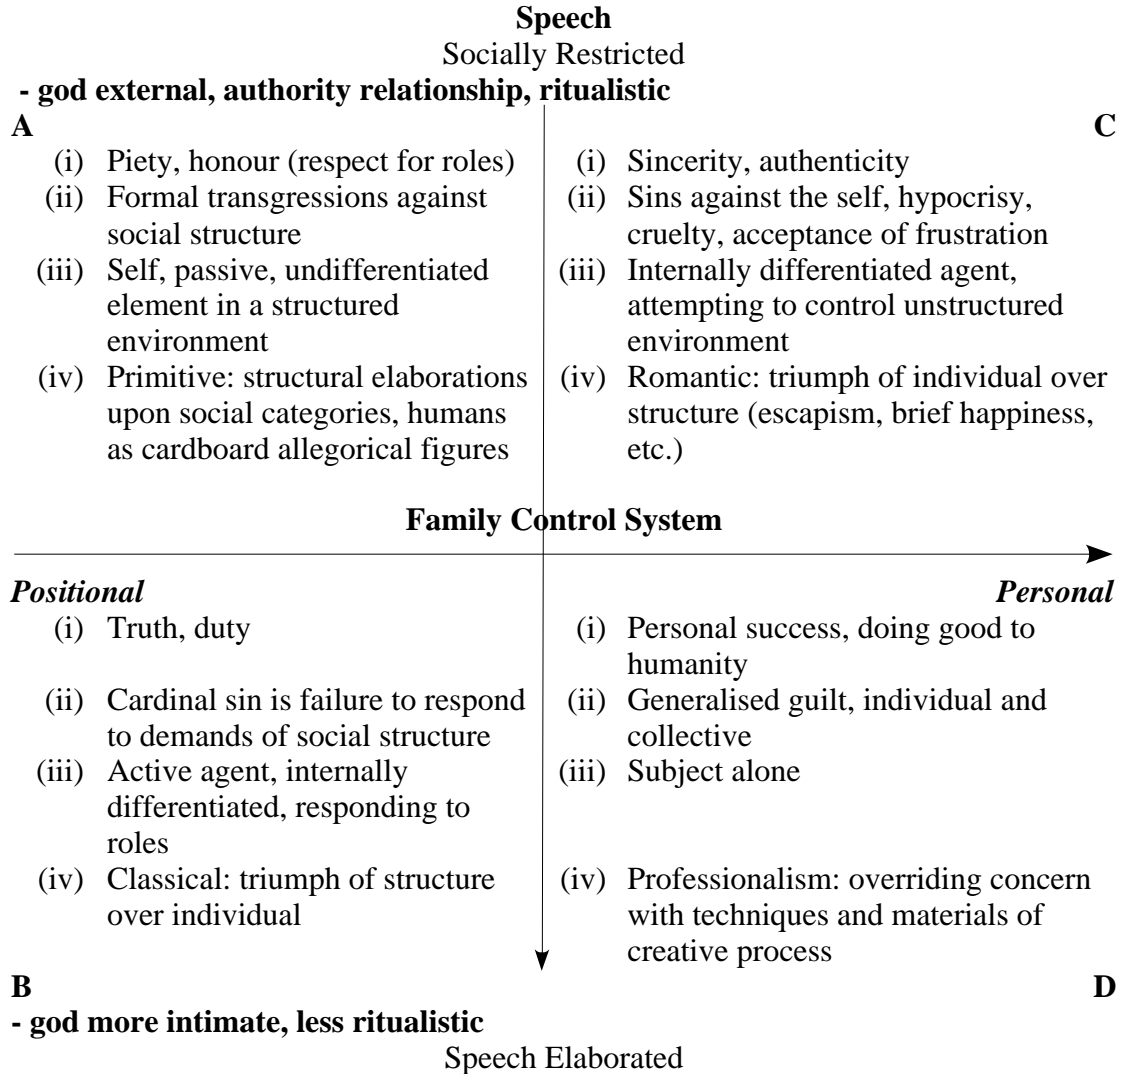 Speech
Socially Restricted
- god external, authority relationship, ritualistic
A
C
(i) Piety, honour (respect for roles)
(ii) Formal transgressions against
social structure
(iii) Self, passive, undifferentiated
element in a structured
environment
(iv) Primitive: structural elaborations
upon social categories, humans
as cardboard allegorical figures
(i) Sincerity, authenticity
(ii) Sins against the self, hypocrisy,
cruelty, acceptance of frustration
(iii) Internally differentiated agent,
attempting to control unstructured
environment
(iv) Romantic: triumph of individual over
structure (escapism, brief happiness,
etc.)
Family Control System
Positional
Personal
(i) Truth, duty
(ii) Cardinal sin is failure to respond
to demands of social structure
(iii) Active agent, internally
differentiated, responding to
roles
(iv) Classical: triumph of structure
over individual
(i) Personal success, doing good to
humanity
(ii) Generalised guilt, individual and
collective
(iii) Subject alone
(iv) Professionalism: overriding concern
with techniques and materials of
creative process
B
D
- god more intimate, less ritualistic
Speech Elaborated